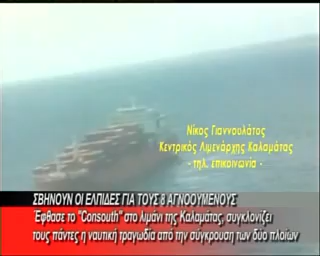 Νίκος Γιαννουλάτος
Κεντρικός Λιμενάρχης Καλαμάτας
- τηλ. επικοινωνία -
ΣΒΗΝΟΥΝ ΟΙ ΕΛΠΙΔΕΣ ΓΙΑ ΤΟΥΣ 8 ΑΓΝΟΟΥΜΕΝΟΥΣ
Έφθασε το "Consouth" στο λιμάνι της Καλαμάτας, συγκλονίζει
τους πάντες η ναυτική τραγωδία από την σύγκρουση των δύο πλοίων